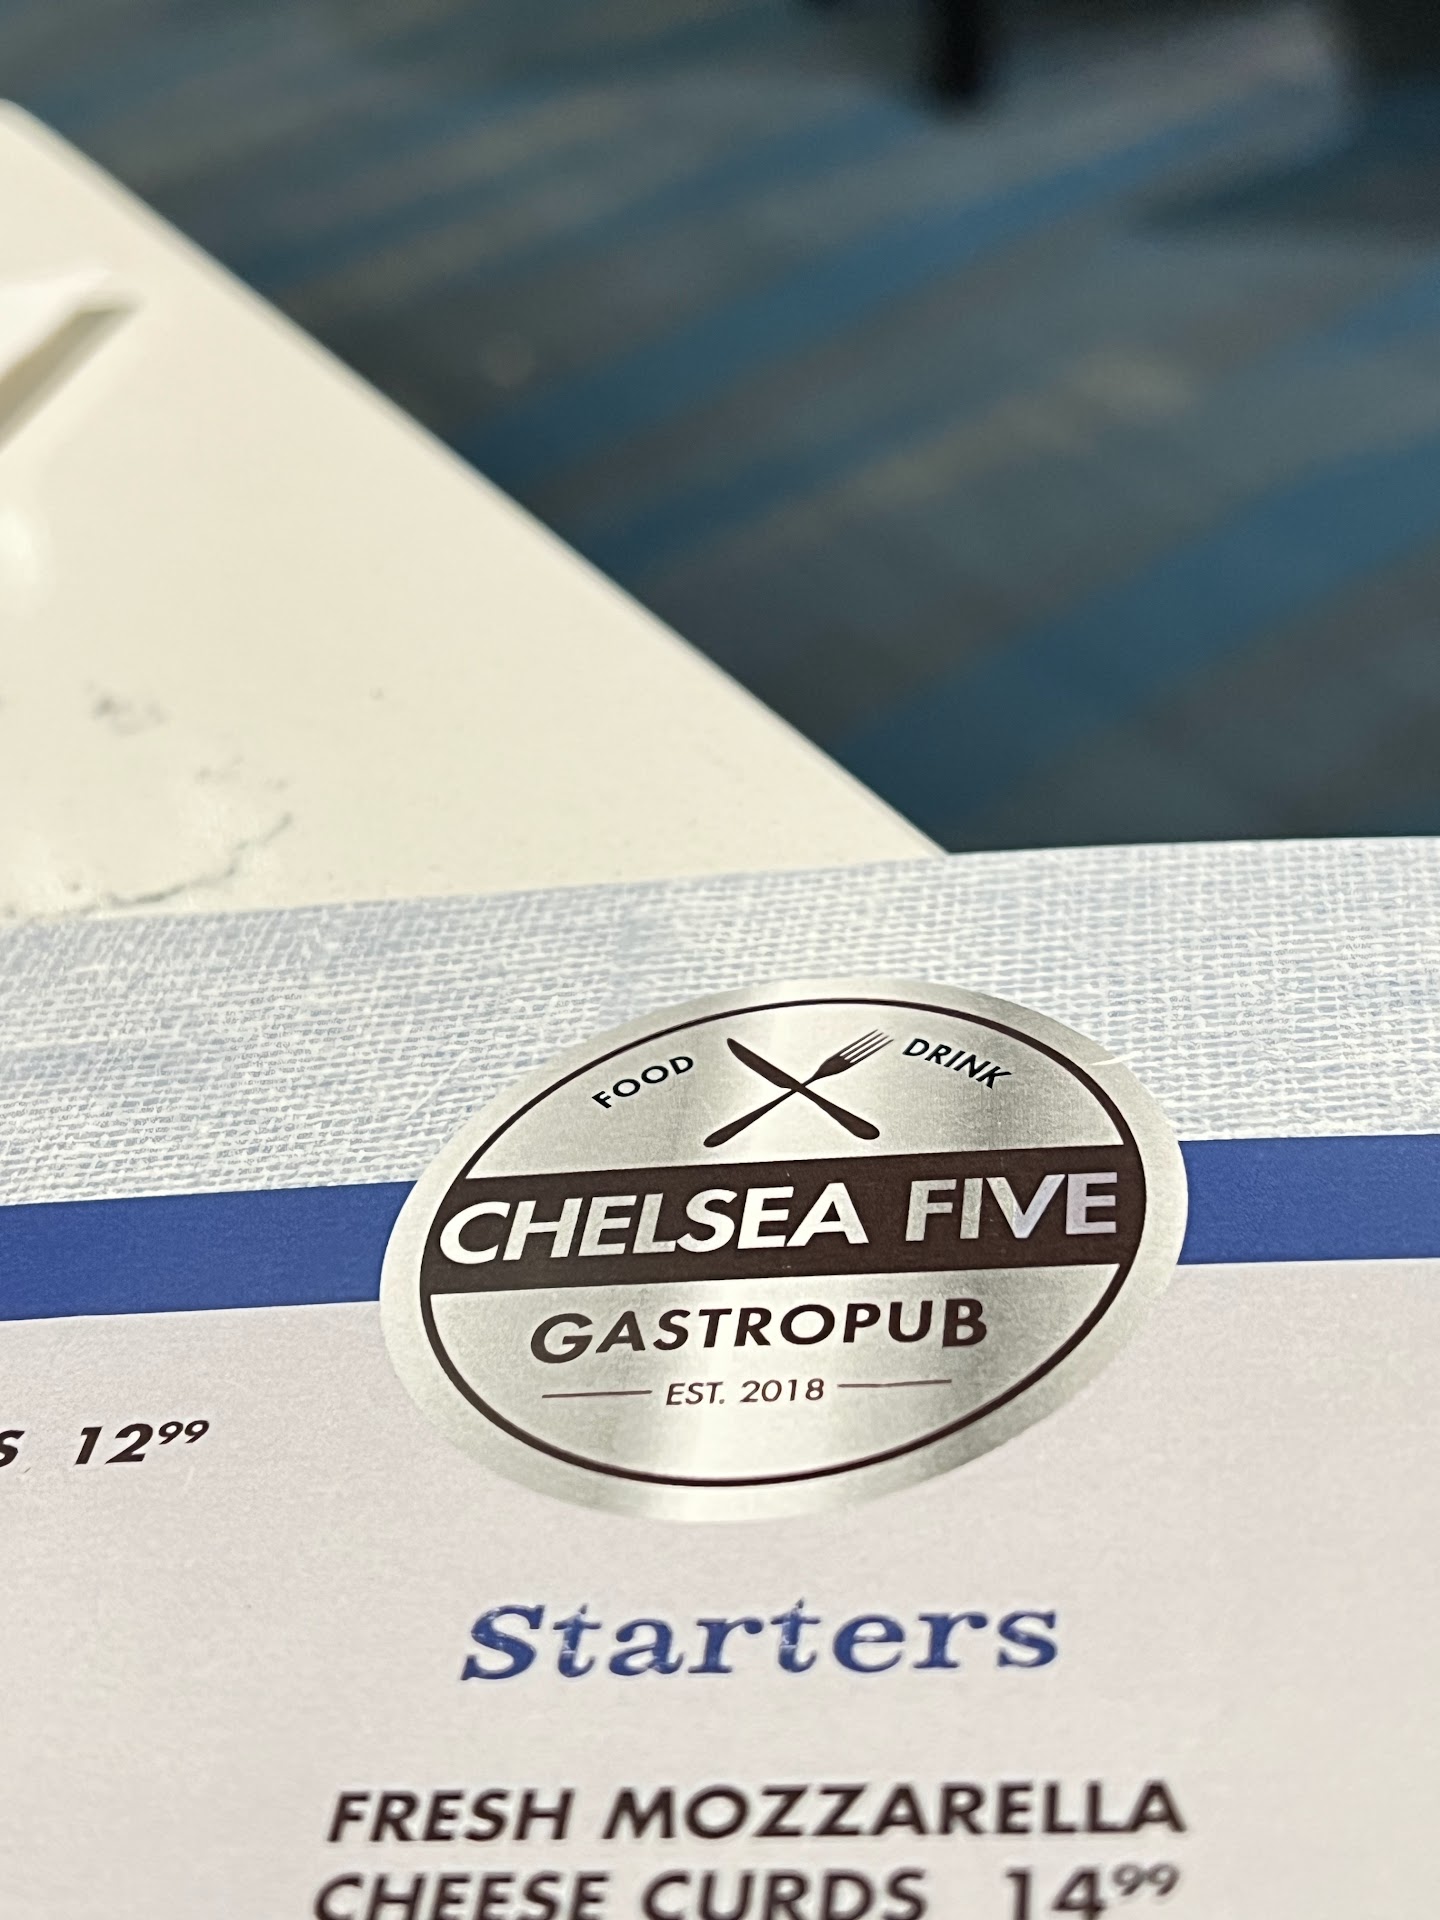 FOOD DRINK
CHELSEA FIVE
GASTROPUB
EST. 2018
12⁹⁹
Starters
FRESH MOZZARELLA
CHEESE CURDS 14⁹⁹